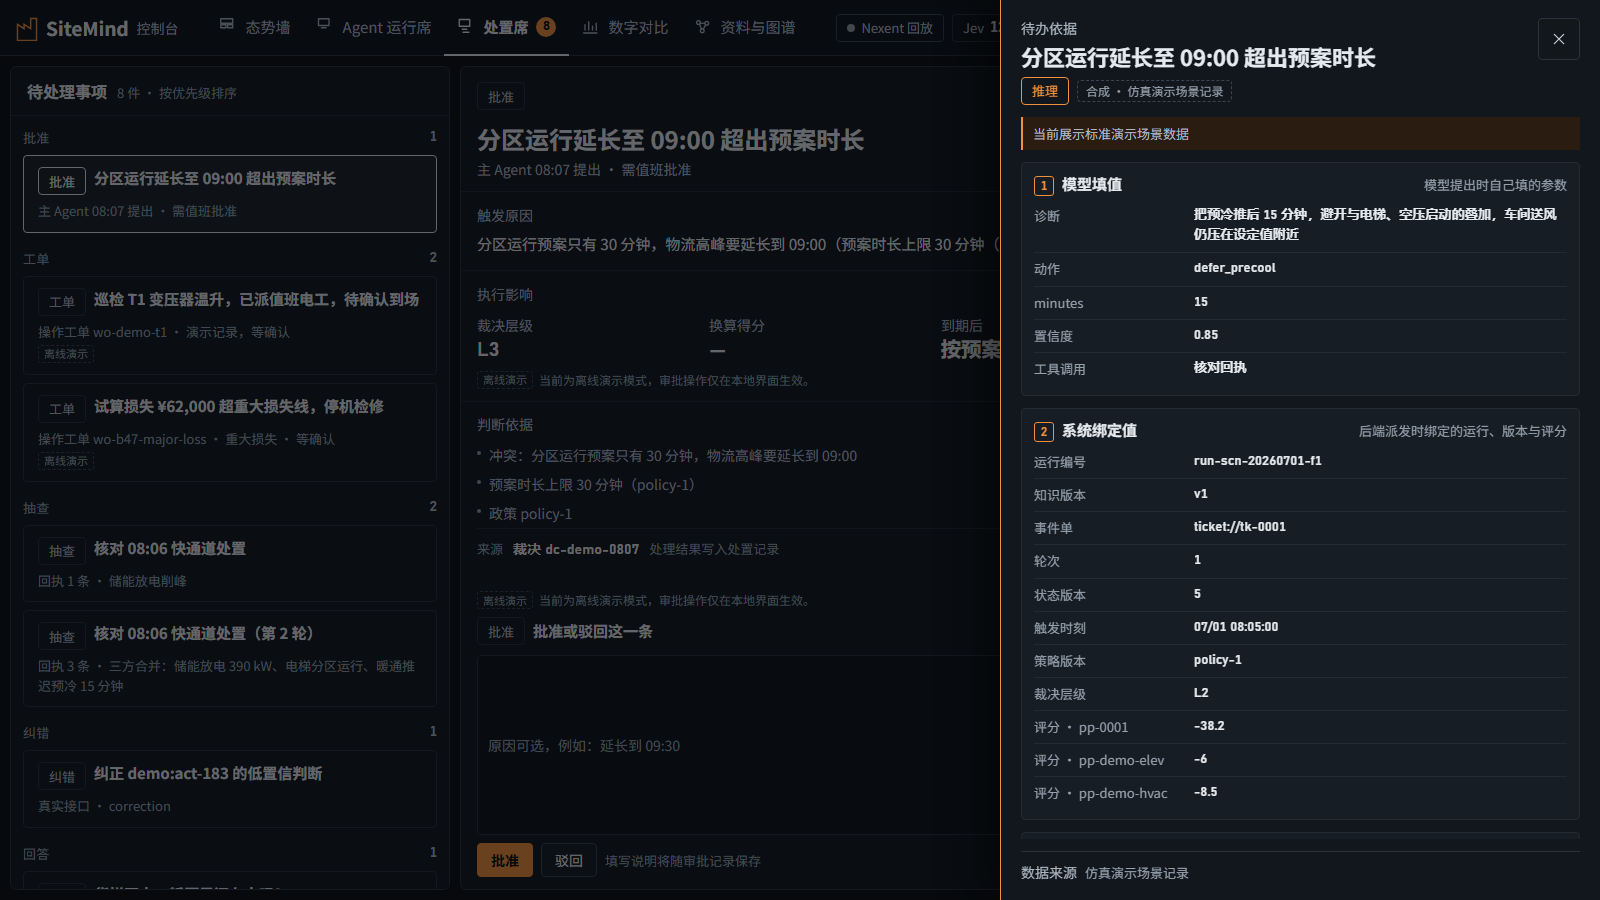 SiteMind 控制台
态势墙
Agent 运行席
处置席 8
数字对比
资料与图谱
Nexent 回放
Jev
待处理事项 8 件 · 按优先级排序
批准 1
批准 分区运行延长至 09:00 超出预案时长
主 Agent 08:07 提出 · 需值班批准
工单 2
工单 巡检 T1 变压器温升，已派值班电工，待确认到场
操作工单 wo-demo-t1 · 演示记录，等确认
离线演示
工单 试算损失 ¥62,000 超重大损失线，停机检修
操作工单 wo-b47-major-loss · 重大损失 · 等确认
离线演示
抽查 2
抽查 核对 08:06 快通道处置
回执 1 条 · 储能放电削峰
抽查 核对 08:06 快通道处置（第 2 轮）
回执 3 条 · 三方合并：储能放电 390 kW、电梯分区运行、暖通推
迟预冷 15 分钟
纠错 1
纠错 纠正 demo:act-183 的低置信判断
真实接口 · correction
回答 1
批准
分区运行延长至 09:00 超出预案时长
主 Agent 08:07 提出 · 需值班批准
触发原因
分区运行预案只有 30 分钟，物流高峰要延长到 09:00（预案时长上限 30 分钟（
执行影响
裁决层级 换算得分 到期后
L3 — 按预案
离线演示 当前为离线演示模式，审批操作仅在本地界面生效。
判断依据
· 冲突：分区运行预案只有 30 分钟，物流高峰要延长到 09:00
· 预案时长上限 30 分钟（policy-1）
· 政策 policy-1
来源 裁决 dc-demo-0807 处理结果写入处置记录
离线演示 当前为离线演示模式，审批操作仅在本地界面生效。
批准 批准或驳回这一条
原因可选，例如：延长到 09:30
批准 驳回 填写说明将随审批记录保存
待办依据
分区运行延长至 09:00 超出预案时长
推理 合成 · 仿真演示场景记录
当前展示标准演示场景数据
1 模型填值 模型提出时自己填的参数
诊断 把预冷推后 15 分钟，避开与电梯、空压启动的叠加，车间送风
仍压在设定值附近
动作 defer_precool
minutes 15
置信度 0.85
工具调用 核对回执
2 系统绑定值 后端派发时绑定的运行、版本与评分
运行编号 run-scn-20260701-f1
知识版本 v1
事件单 ticket://tk-0001
轮次 1
状态版本 5
触发时刻 07/01 08:05:00
策略版本 policy-1
裁决层级 L2
评分 · pp-0001 -38.2
评分 · pp-demo-elev -6
评分 · pp-demo-hvac -8.5
数据来源 仿真演示场景记录